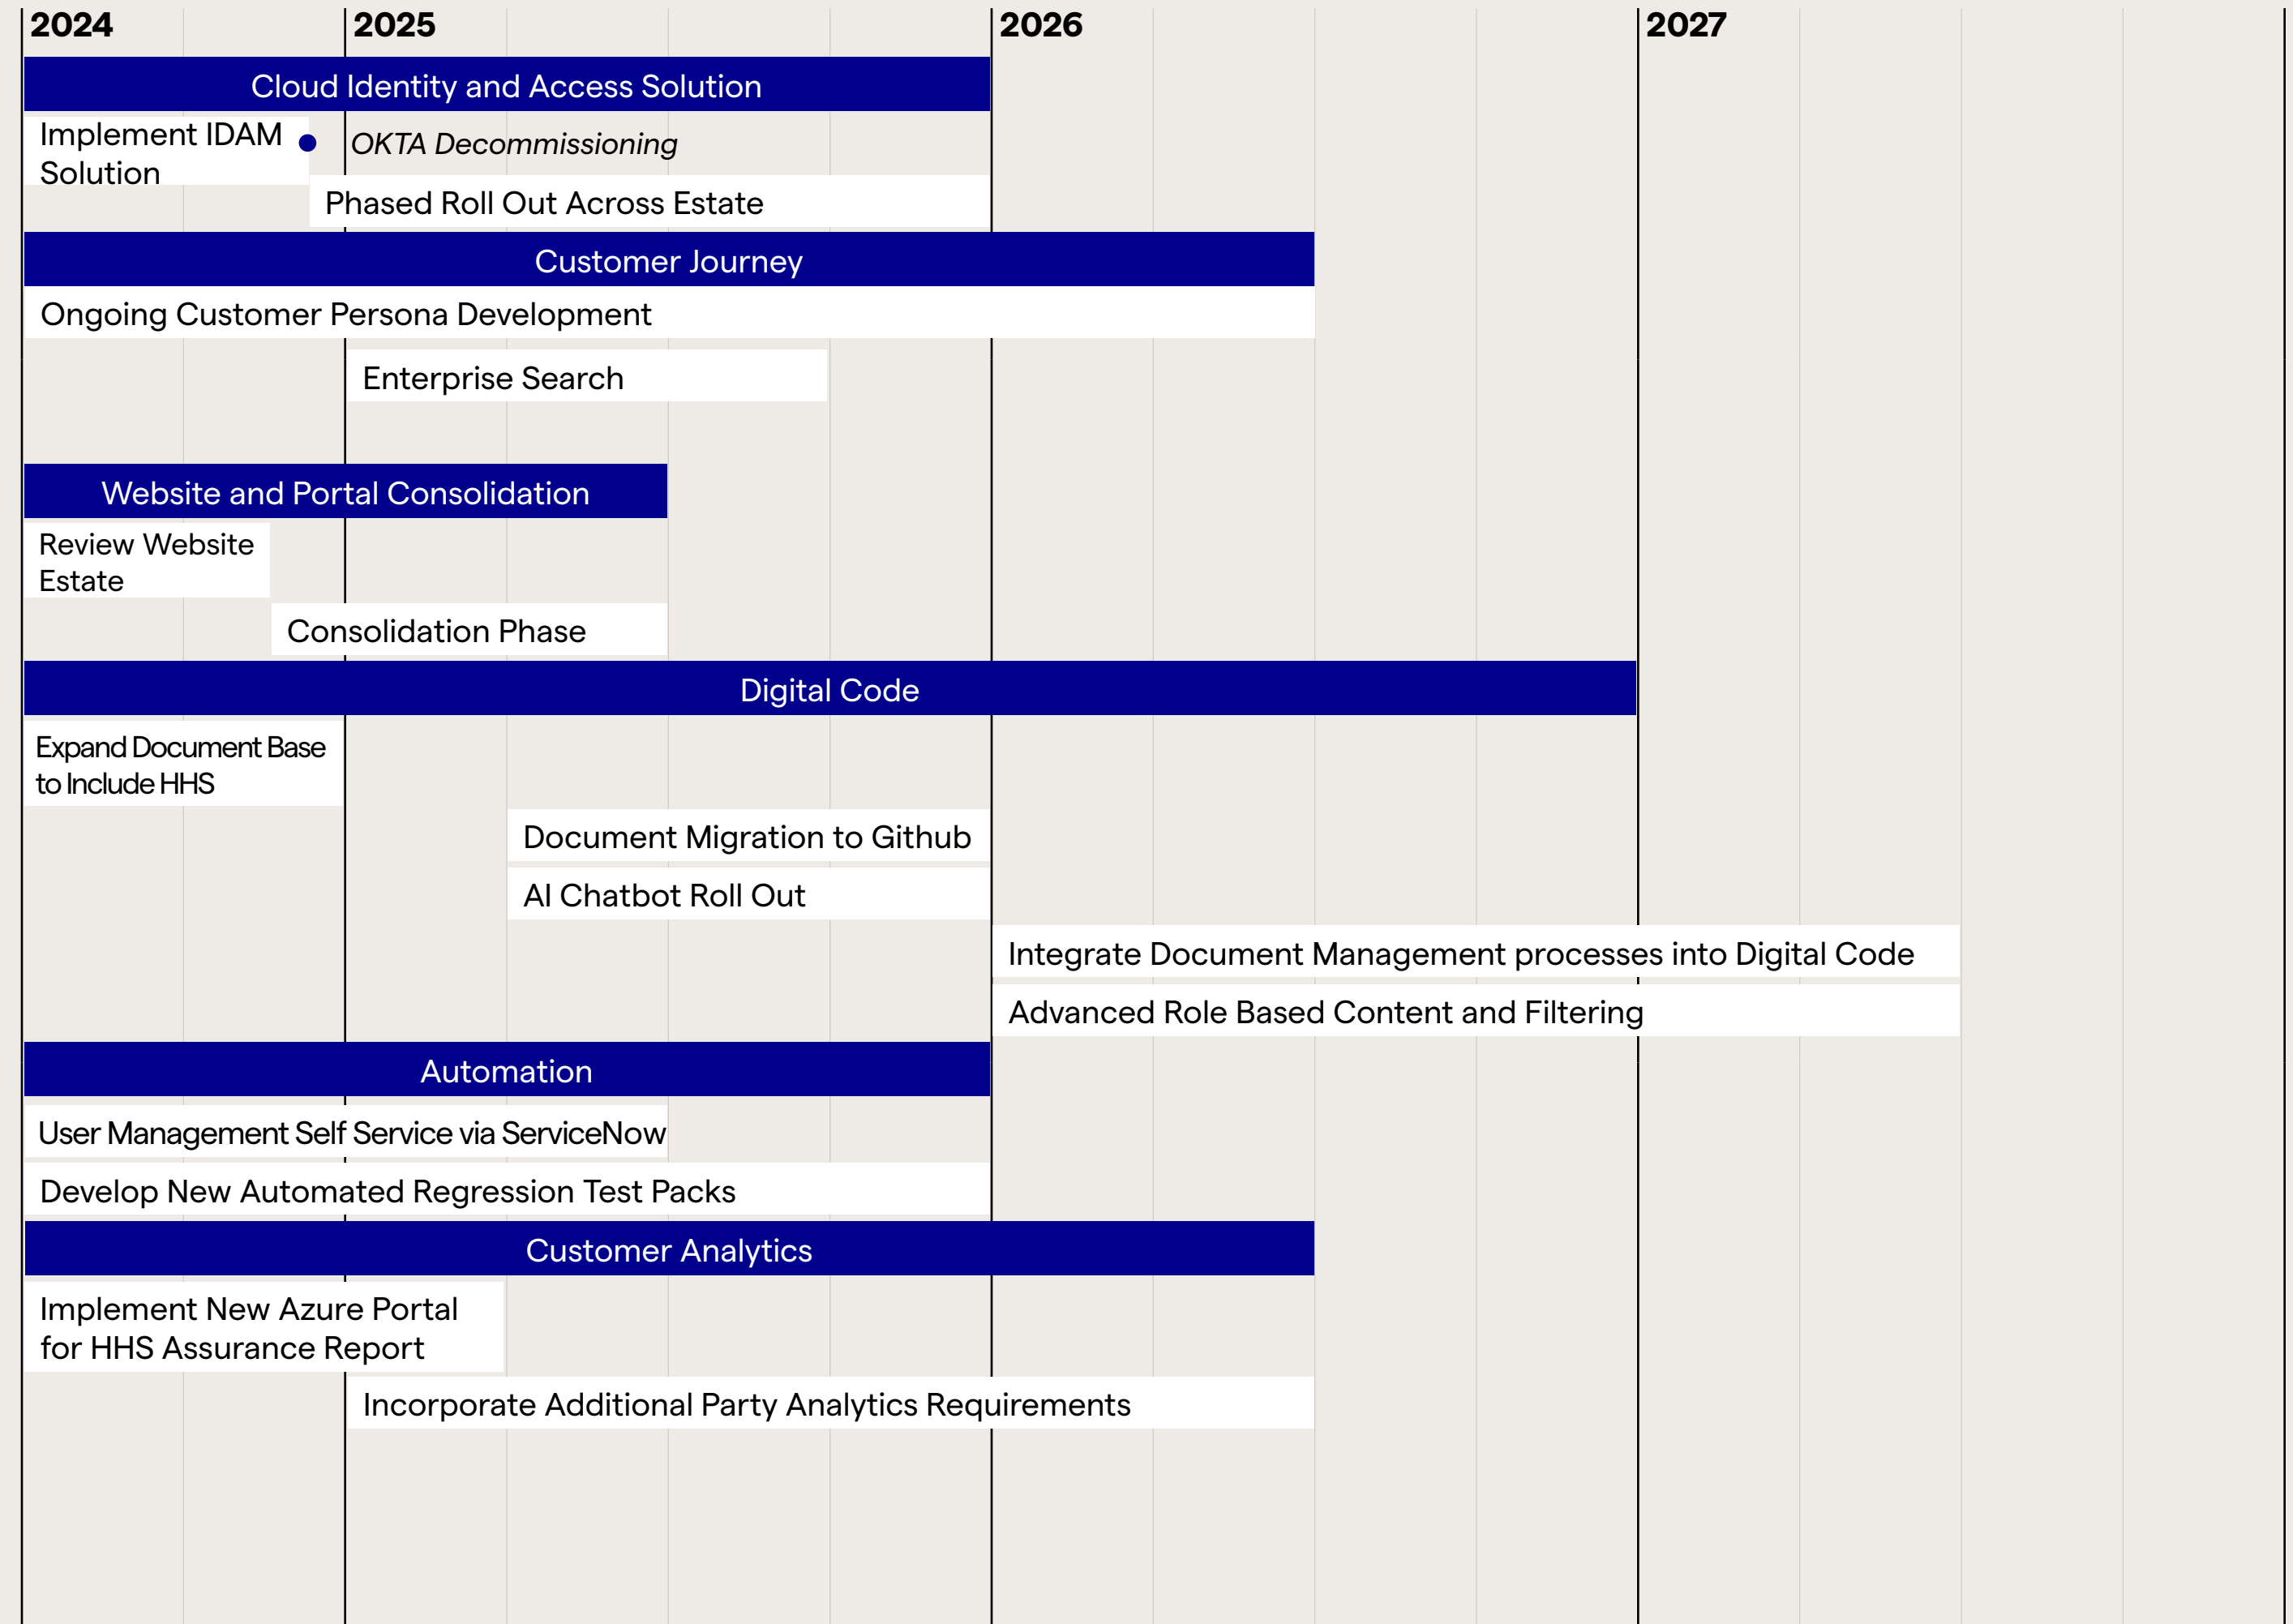 2024 2025 2026 2027
Cloud Identity and Access Solution
Implement IDAM
Solution
OKTA Decommissioning
Phased Roll Out Across Estate
Customer Journey
Ongoing Customer Persona Development
Enterprise Search
Website and Portal Consolidation
Review Website
Estate
Consolidation Phase
Digital Code
Expand Document Base
to Include HHS
Document Migration to Github
AI Chatbot Roll Out
Integrate Document Management processes into Digital Code
Advanced Role Based Content and Filtering
Automation
User Management Self Service via ServiceNow
Develop New Automated Regression Test Packs
Customer Analytics
Implement New Azure Portal
for HHS Assurance Report
Incorporate Additional Party Analytics Requirements